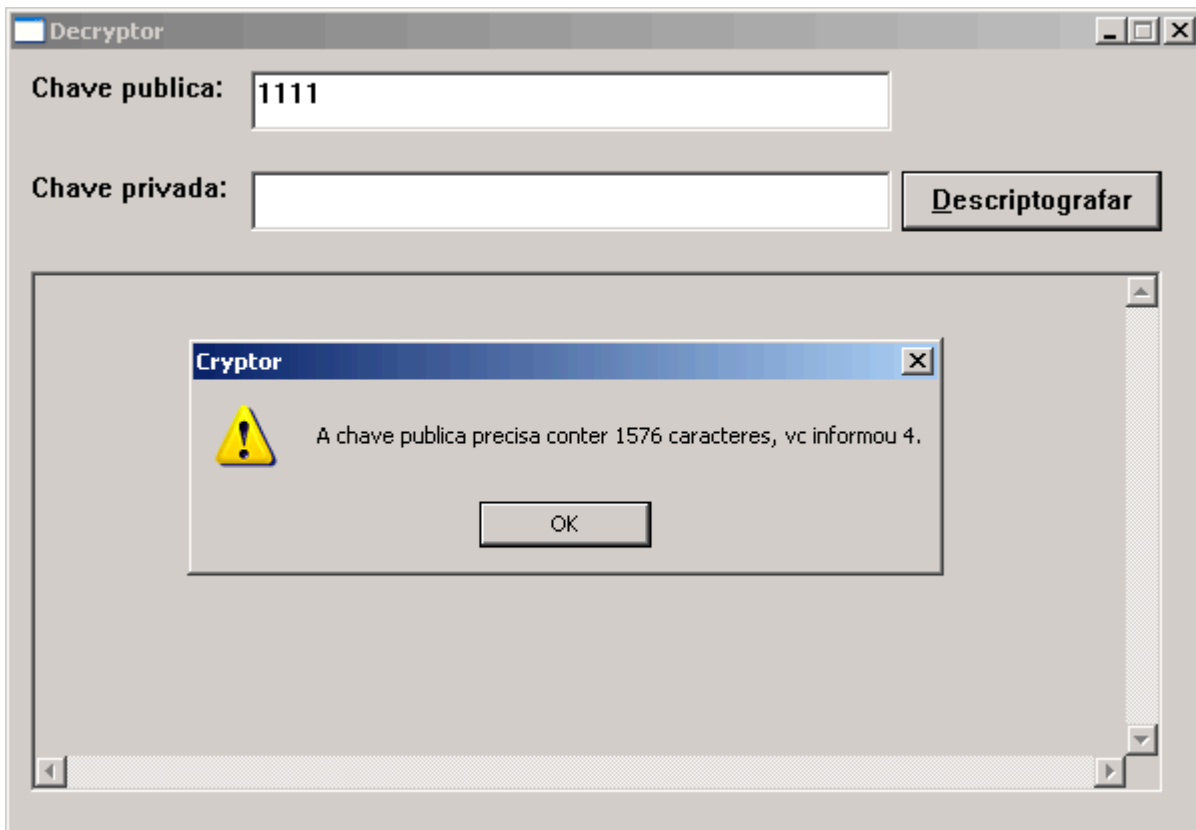 Decryptor
Chave publica:
1111
Chave privada:
Descriptografar
Cryptor
A chave publica precisa conter 1576 caracteres, vc informou 4.
OK